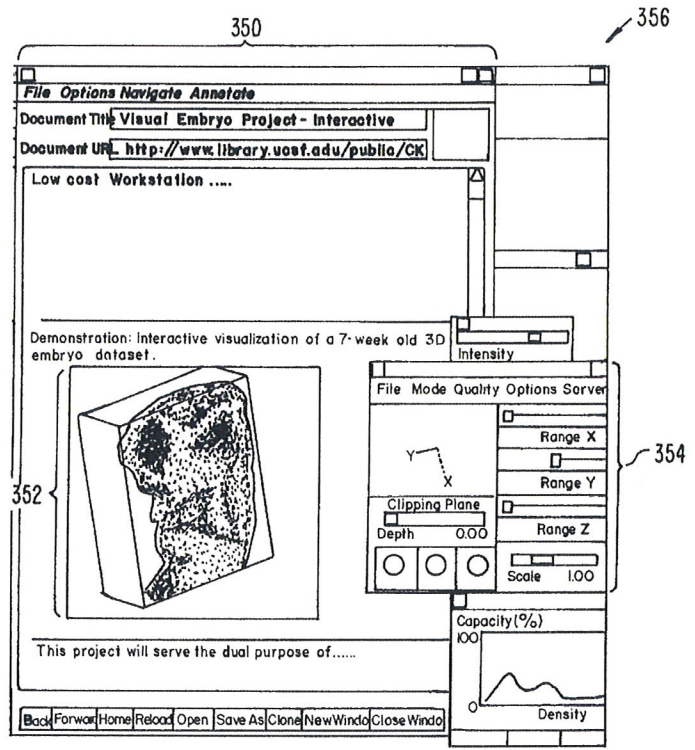 350
356
File Options Navigate Annotate
Document Title Visual Embryo Project - Interactive
Document URL http://www.library.ucsf.edu/public/CK
Low cost Workstation .....
Demonstration: Interactive visualization of a 7-week old 3D
embryo dataset.
Intensity
File Mode Quality Options Server
Range X
Y
X
Range Y
354
352
Clipping Plane
Depth 0.00
Range Z
Scale 1.00
Capacity (%)
100
This project will serve the dual purpose of......
0
Density
Back Forward Home Reload Open Save As Clone New Windo Close Windo